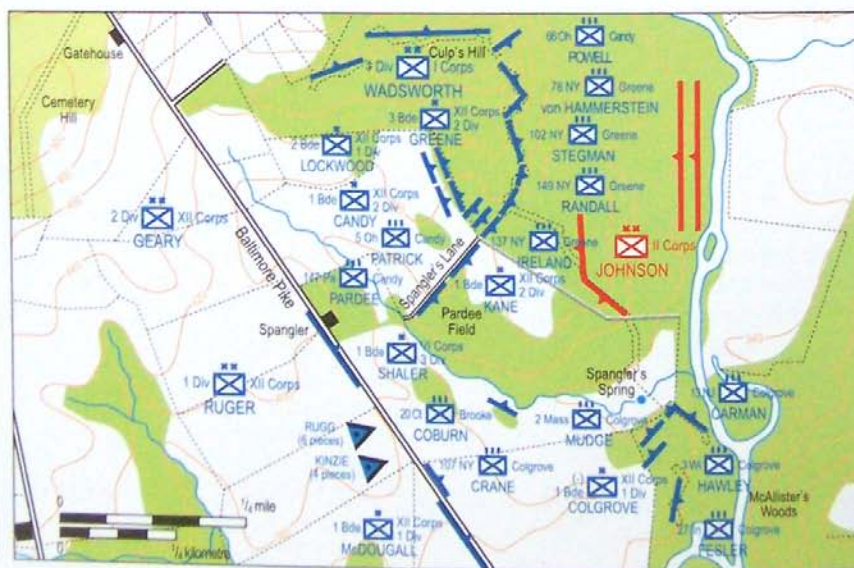 Gatehouse
Cemetery
Hill
Culp's Hill
4 Div I Corps
WADSWORTH
66 Oh Candy
POWELL
78 NY Greene
von HAMMERSTEIN
102 NY Greene
STEGMAN
149 NY Greene
RANDALL
3 Bde XII Corps
2 Div
GREENE
2 Bde XII Corps
1 Div
LOCKWOOD
1 Bde XII Corps
2 Div
CANDY
2 Div XII Corps
GEARY
5 Oh Candy
PATRICK
147 Pa Candy
PARDEE
Baltimore Pike
Spangler's Lane
137 NY Greene
IRELAND
II Corps
JOHNSON
1 Bde XII Corps
2 Div
KANE
Pardee
Field
Spangler
1 Bde VI Corps
3 Div
SHALER
1 Div XII Corps
RUGER
Spangler's
Spring
13 NJ Colgrove
CARMAN
20 Ct Brooke
COBURN
2 Mass Colgrove
MUDGE
RUGG
(6 pieces)
KINZIE
(4 pieces)
107 NY Colgrove
CRANE
(-) XII Corps
1 Bde 1 Div
COLGROVE
3 Wi Colgrove
HAWLEY
McAllister's
Woods
27 In Colgrove
FESLER
1 Bde XII Corps
1 Div
McDOUGALL
0 1/4 mile
0 1/4 kilometre